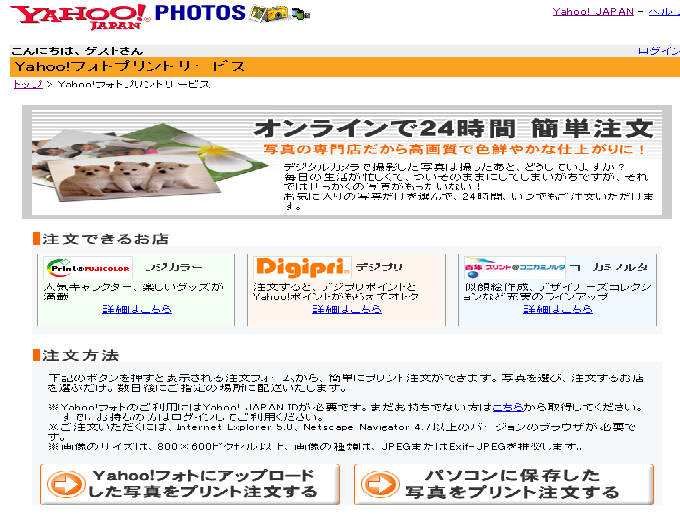 YAHOO! JAPAN PHOTOS
Yahoo! JAPAN - ヘルプ
こんにちは、ゲストさん
ログイン
Yahoo!フォトプリントサービス
トップ > Yahoo!フォトプリントサービス
オンラインで24時間 簡単注文
写真の専門店だから高画質で色鮮やかな仕上がりに!
デジタルカメラで撮影した写真は撮ったあと、どうしていますか?
毎日の生活が忙しくて、ついそのままにしてしまいがちですが、それ
ではせっかくの写真がもったいない!
お気に入りの写真だけを選んで、24時間、いつでもご注文いただけま
す。
注文できるお店
Print@FUJICOLOR フジカラー
人気キャラクター、楽しいグッズが
満載
詳細はこちら
Digipri. デジプリ
注文すると、デジプリポイントと
Yahoo!ポイントがもらえてオトク
詳細はこちら
百年プリント@コニカミノルタ コニカミノルタ
似顔絵作成、デザイナーズコレクショ
ンなど充実のラインアップ
詳細はこちら
注文方法
下記のボタンを押すと表示される注文フォームから、簡単にプリント注文ができます。写真を選び、注文するお店
を選ぶだけ。数日後にご指定の場所に配送いたします。
※Yahoo!フォトのご利用にはYahoo! JAPAN IDが必要です。まだお持ちでない方はこちらから取得してください。
すでにお持ちの方はログインしてご利用ください。
※ご注文いただくには、Internet Explorer 5.0、Netscape Navigator 4.7以上のバージョンのブラウザが必要で
す。
※画像のサイズは、800×600ピクセル以上、画像の種類は、JPEGまたはExif-JPEGを推奨します。
Yahoo!フォトにアップロード
した写真をプリント注文する
パソコンに保存した
写真をプリント注文する